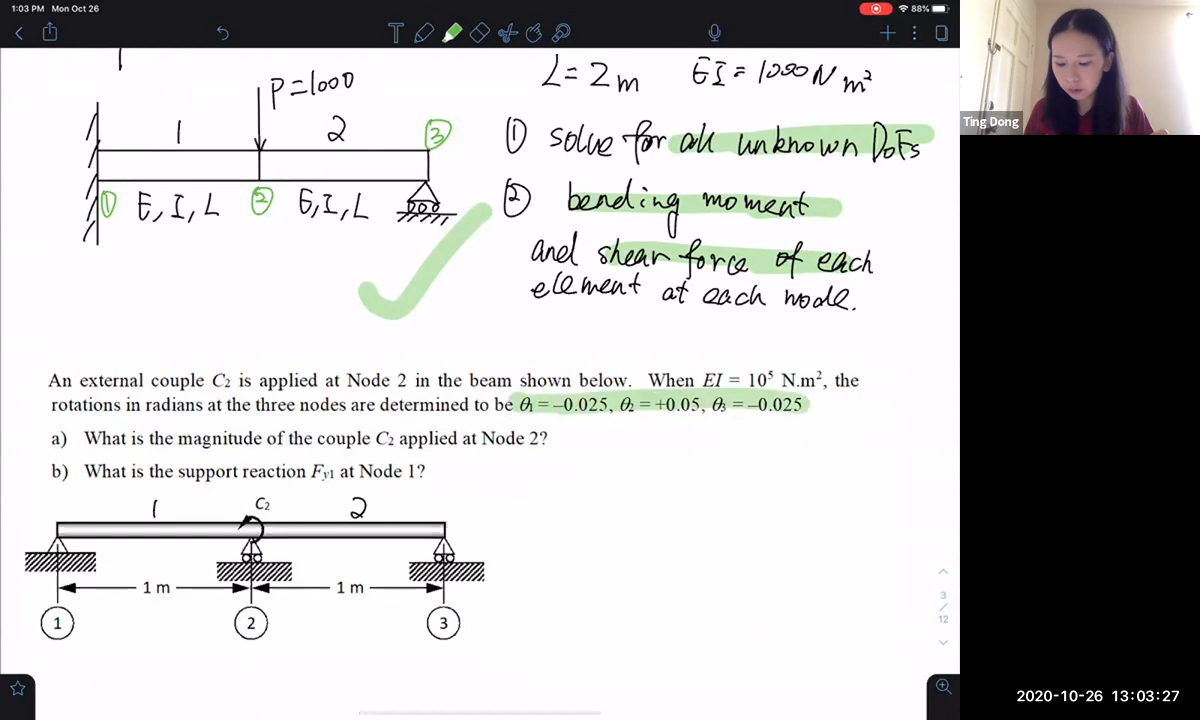 1:03 PM Mon Oct 26
88%
P=1000
L = 2 m EI = 1000 N m²
1 2 ③
① solve for all unknown DoFs
① E, I, L ② E, I, L
② bending moment
and shear force of each
element at each node.
An external couple C₂ is applied at Node 2 in the beam shown below. When EI = 10⁵ N.m², the
rotations in radians at the three nodes are determined to be θ₁ = –0.025, θ₂ = +0.05, θ₃ = –0.025
a) What is the magnitude of the couple C₂ applied at Node 2?
b) What is the support reaction Fy1 at Node 1?
1 C₂ 2
1 m 1 m
1 2 3
3
/
12
Ting Dong
2020-10-26 13:03:27